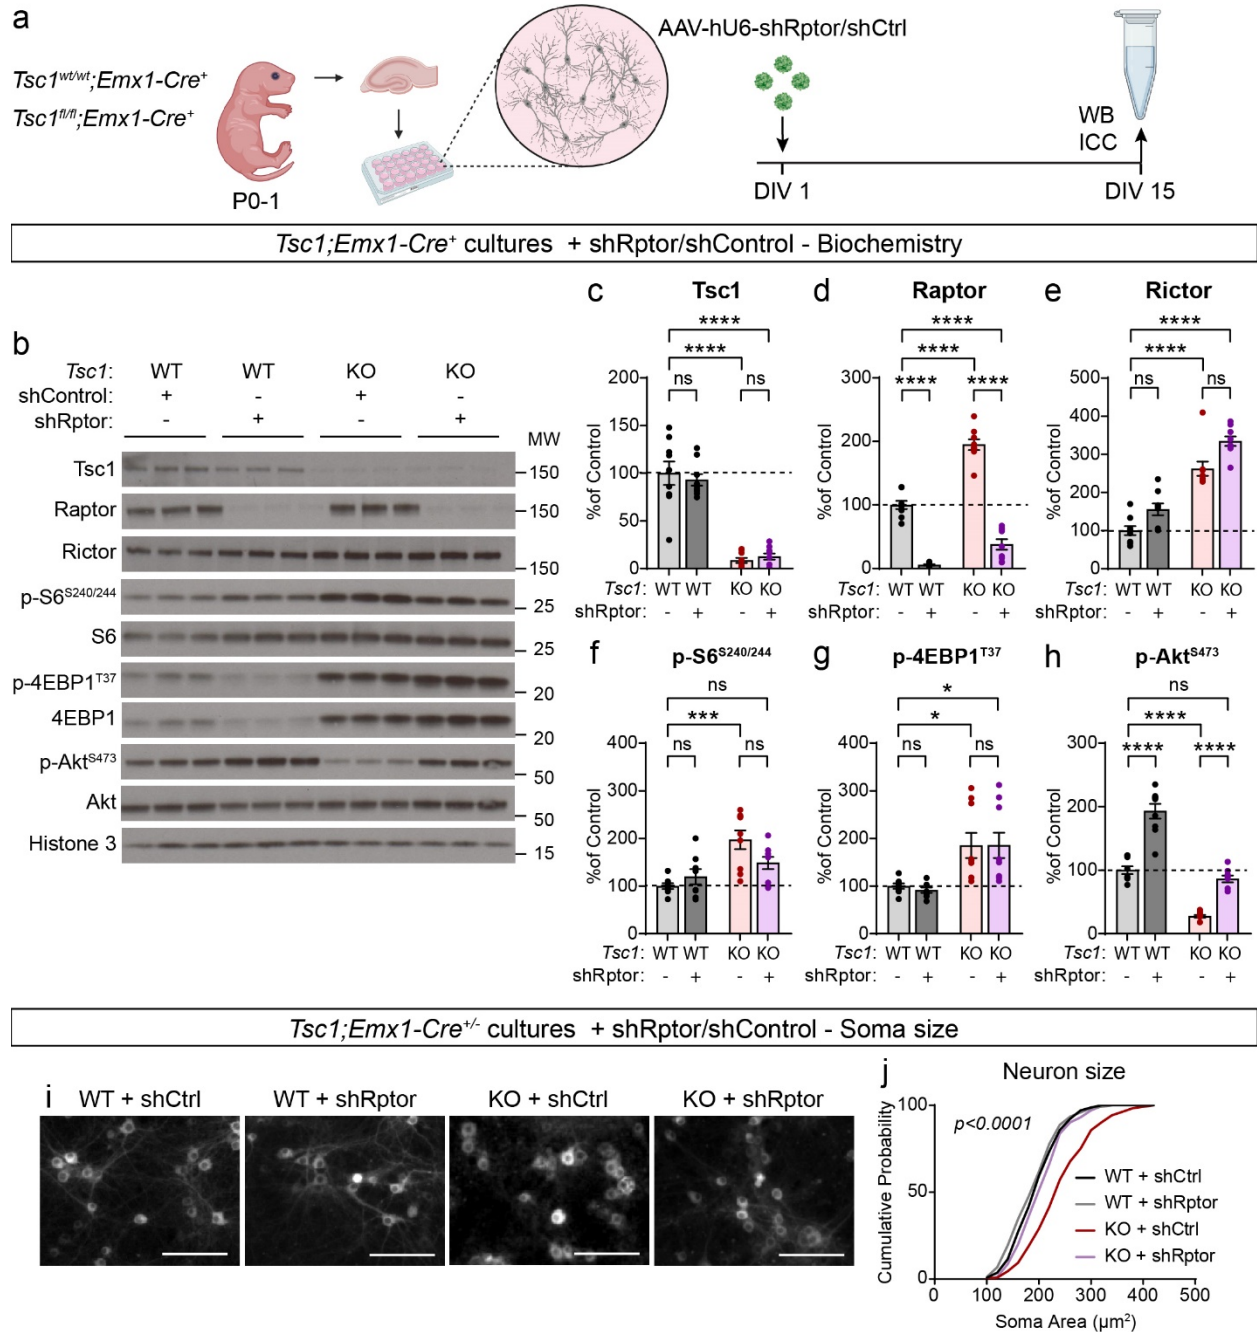 a
AAV-hU6-shRptor/shCtrl
Tsc1wt/wt;Emx1-Cre+
Tsc1fl/fl;Emx1-Cre+
WB
ICC
P0-1
DIV 1
DIV 15
Tsc1;Emx1-Cre+ cultures + shRptor/shControl - Biochemistry
b
Tsc1: WT WT KO KO
shControl: + - + -
shRptor: - + - +
MW
Tsc1 150
Raptor 150
Rictor 150
p-S6S240/244 25
S6 25
p-4EBP1T37 20
4EBP1 20
p-AktS473 50
Akt 50
Histone 3 15
c
Tsc1
****
****
ns ns
%of Control
200
150
100
50
0
Tsc1: WT WT KO KO
shRptor: - + - +
d
Raptor
****
****
**** ****
%of Control
300
200
100
0
WT WT KO KO
- + - +
e
Rictor
****
****
ns ns
%of Control
500
400
300
200
100
0
WT WT KO KO
- + - +
f
p-S6S240/244
ns
***
ns ns
%of Control
400
300
200
100
0
Tsc1: WT WT KO KO
shRptor: - + - +
g
p-4EBP1T37
*
*
ns ns
%of Control
400
300
200
100
0
WT WT KO KO
- + - +
h
p-AktS473
ns
****
**** ****
%of Control
300
200
100
0
WT WT KO KO
- + - +
Tsc1;Emx1-Cre+/- cultures + shRptor/shControl - Soma size
i
WT + shCtrl WT + shRptor KO + shCtrl KO + shRptor
j
Neuron size
p<0.0001
Cumulative Probability
100
50
0
WT + shCtrl
WT + shRptor
KO + shCtrl
KO + shRptor
0 100 200 300 400 500
Soma Area (µm2)